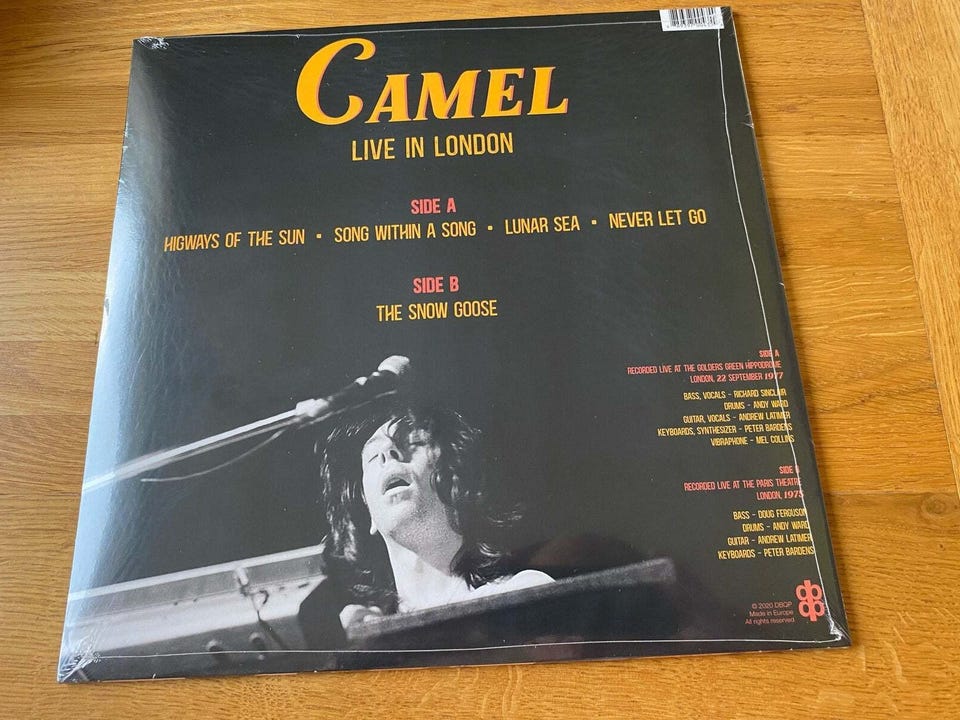 CAMEL
LIVE IN LONDON
SIDE A
HIGWAYS OF THE SUN ▪ SONG WITHIN A SONG ▪ LUNAR SEA ▪ NEVER LET GO
SIDE B
THE SNOW GOOSE
SIDE A
RECORDED LIVE AT THE GOLDERS GREEN HIPPODROME
LONDON, 22 SEPTEMBER 1977
BASS, VOCALS - RICHARD SINCLAIR
DRUMS - ANDY WARD
GUITAR, VOCALS - ANDREW LATIMER
KEYBOARDS, SYNTHESIZER - PETER BARDENS
VIBRAPHONE - MEL COLLINS
SIDE B
RECORDED LIVE AT THE PARIS THEATRE
LONDON, 1975
BASS - DOUG FERGUSON
DRUMS - ANDY WARD
GUITAR - ANDREW LATIMER
KEYBOARDS - PETER BARDENS
© 2020 DBQP
Made in Europe
All rights reserved